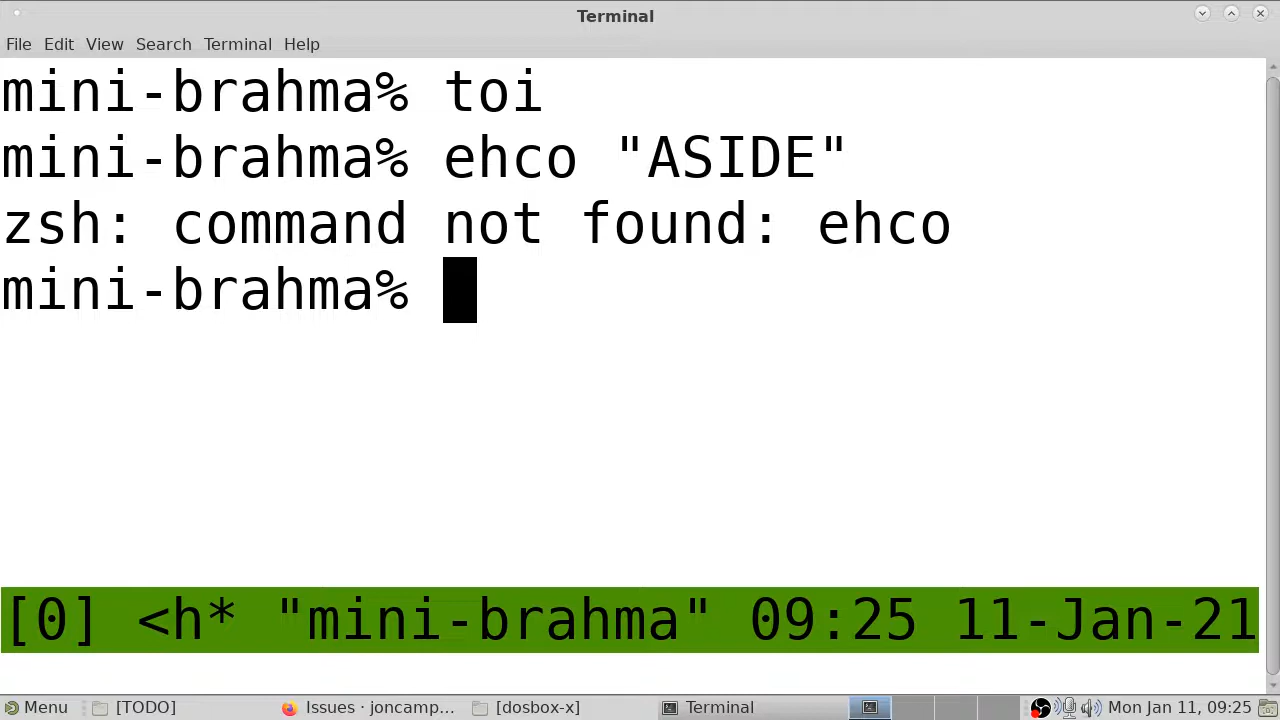 Terminal
File Edit View Search Terminal Help
mini-brahma% toi
mini-brahma% ehco "ASIDE"
zsh: command not found: ehco
mini-brahma%
[0] <h* "mini-brahma" 09:25 11-Jan-21
Menu [TODO] Issues · joncamp... [dosbox-x] Terminal Mon Jan 11, 09:25